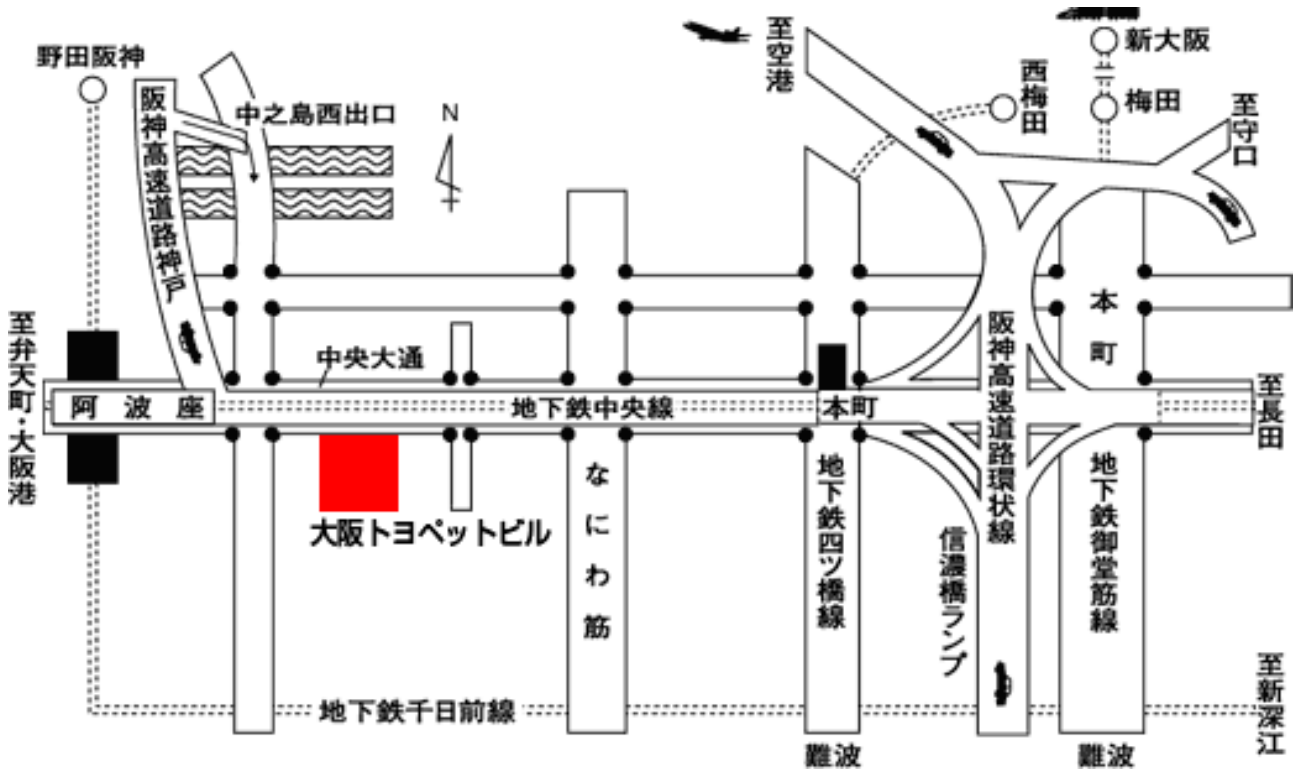 野田阪神
阪神高速道路神戸
中之島西出口
N
至空港
西梅田
新大阪
梅田
至守口
本町
至弁天町・大阪港
中央大通
阿波座
地下鉄中央線
本町
阪神高速道路環状線
至長田
大阪トヨペットビル
なにわ筋
地下鉄四ツ橋線
信濃橋ランプ
地下鉄御堂筋線
地下鉄千日前線
至新深江
難波
難波